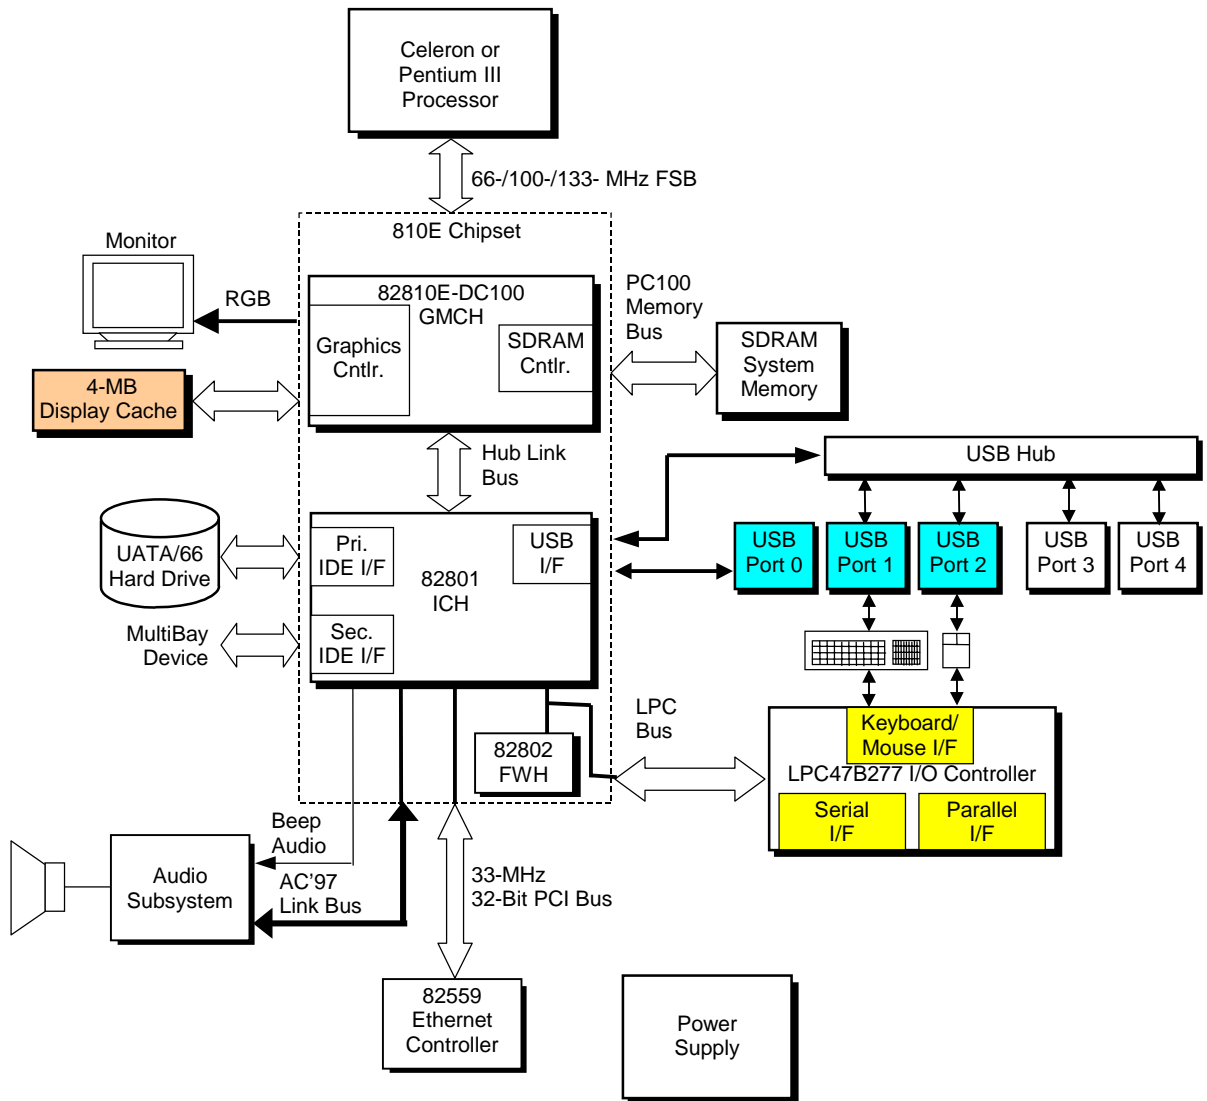 Celeron or
Pentium III
Processor
66-/100-/133- MHz FSB
810E Chipset
Monitor
RGB
82810E-DC100
GMCH
Graphics
Cntlr.
SDRAM
Cntlr.
PC100
Memory
Bus
SDRAM
System
Memory
4-MB
Display Cache
Hub Link
Bus
USB Hub
UATA/66
Hard Drive
Pri.
IDE I/F
82801
ICH
USB
I/F
USB
Port 0
USB
Port 1
USB
Port 2
USB
Port 3
USB
Port 4
MultiBay
Device
Sec.
IDE I/F
LPC
Bus
82802
FWH
Keyboard/
Mouse I/F
LPC47B277 I/O Controller
Serial
I/F
Parallel
I/F
Beep
Audio
Audio
Subsystem
AC'97
Link Bus
33-MHz
32-Bit PCI Bus
82559
Ethernet
Controller
Power
Supply